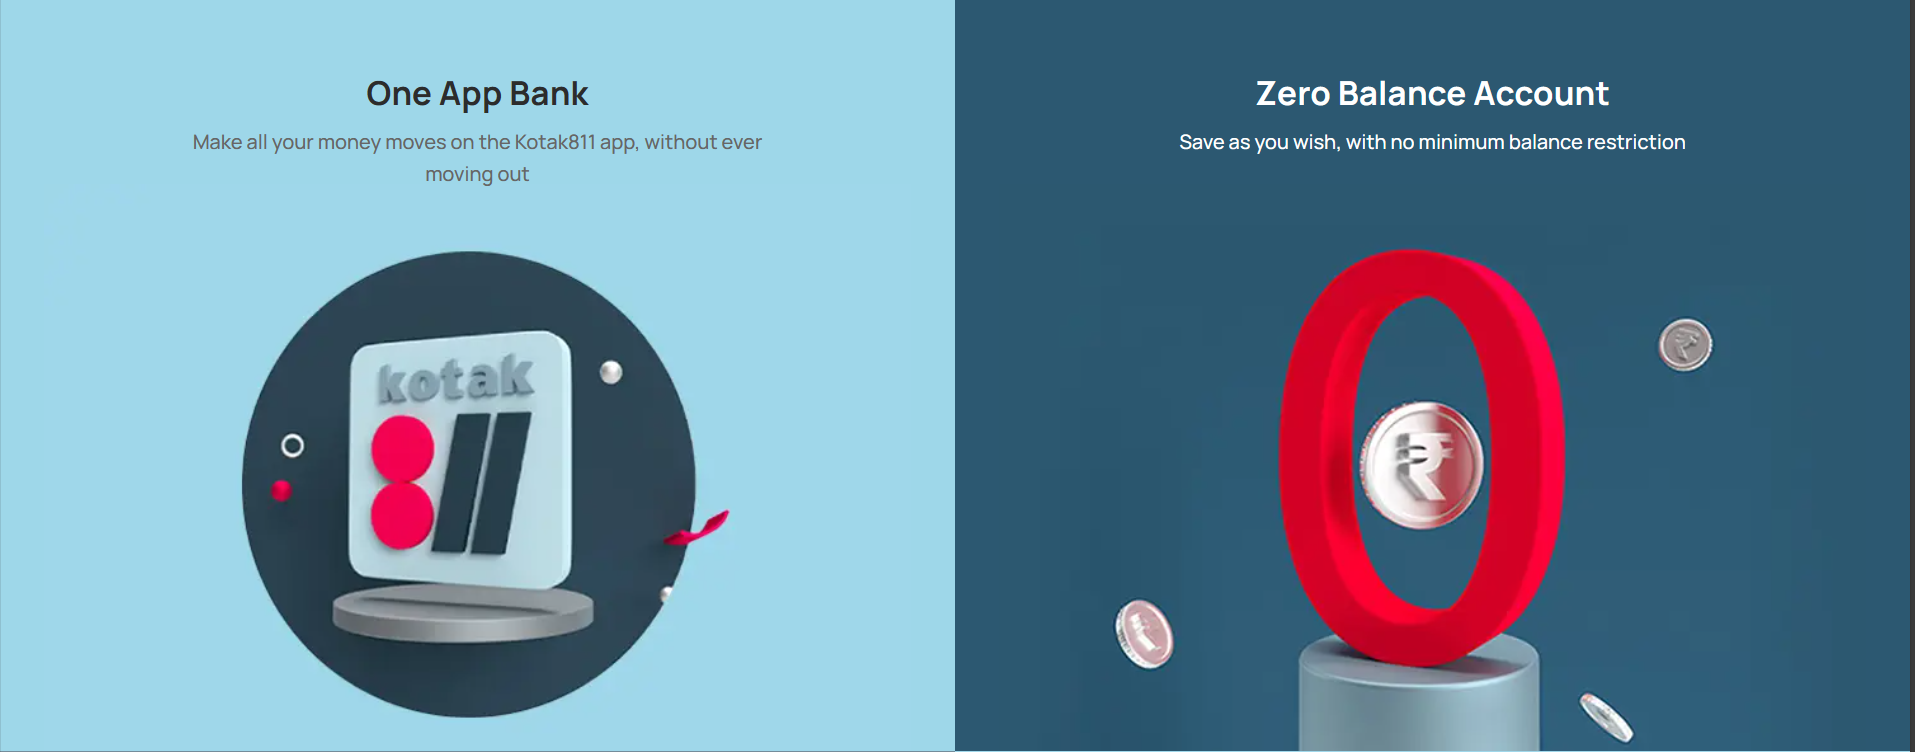 One App Bank
Make all your money moves on the Kotak811 app, without ever
moving out
kotak
811
Zero Balance Account
Save as you wish, with no minimum balance restriction
0
₹
₹